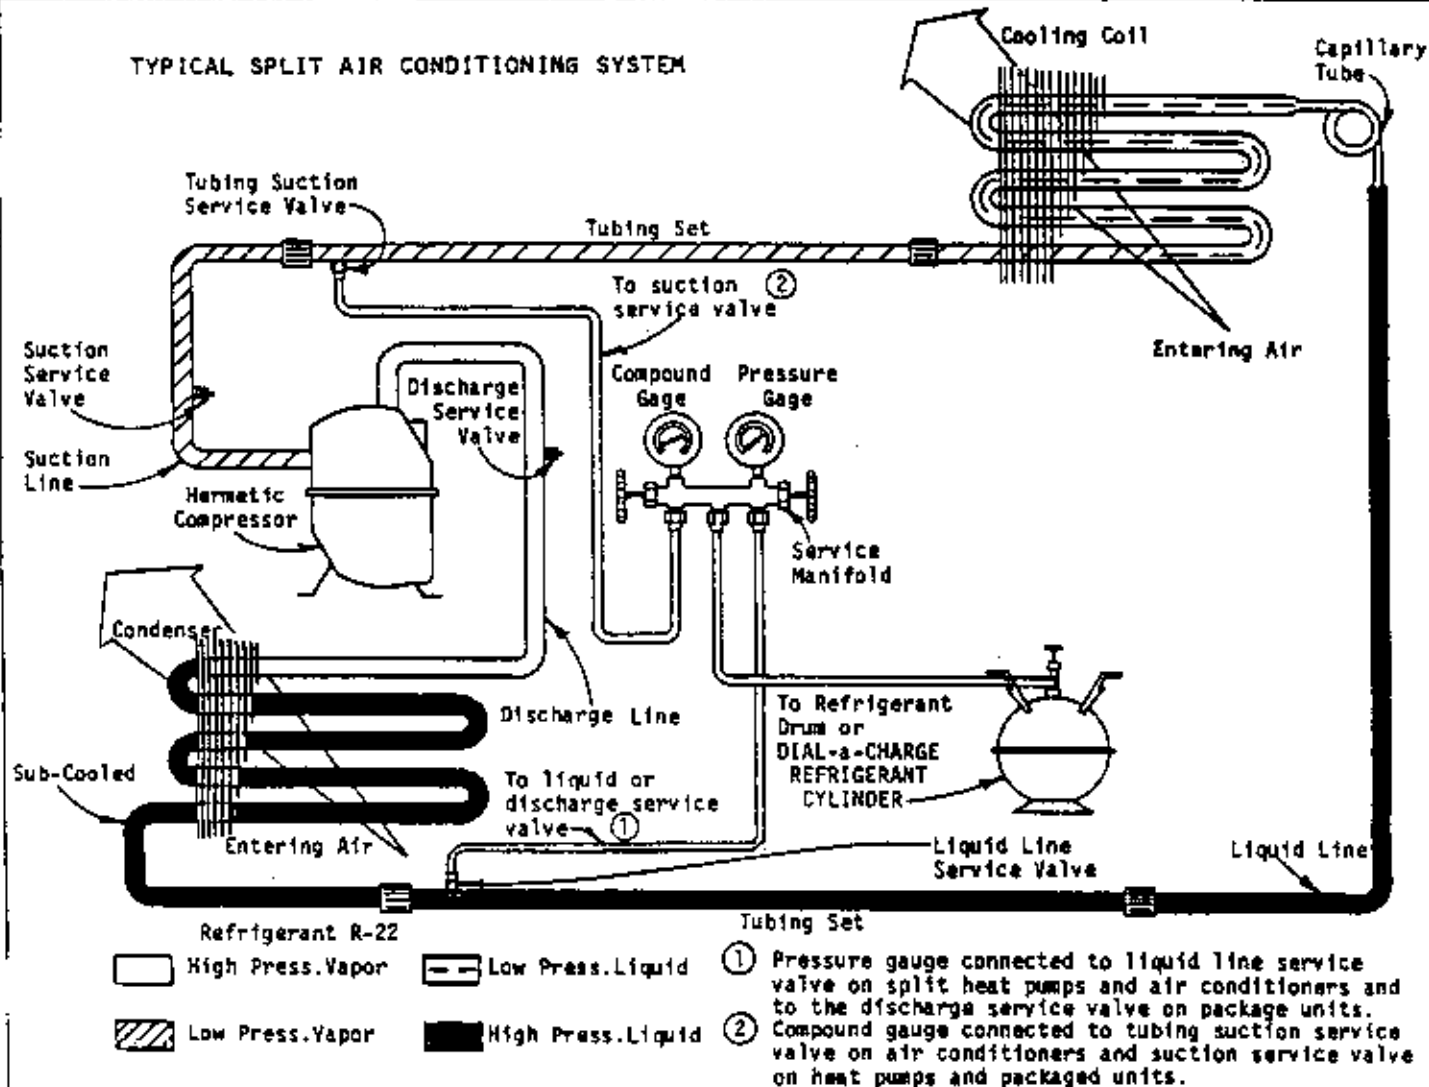 TYPICAL SPLIT AIR CONDITIONING SYSTEM
Cooling Coil
Capillary
Tube
Tubing Suction
Service Valve
Tubing Set
To suction ②
service valve
Entering Air
Suction
Service
Valve
Discharge
Service
Valve
Compound
Gage
Pressure
Gage
Suction
Line
Hermetic
Compressor
Service
Manifold
Condenser
Discharge Line
To Refrigerant
Drum or
DIAL-a-CHARGE
REFRIGERANT
CYLINDER
Sub-Cooled
To liquid or
discharge service
valve ①
Entering Air
Liquid Line
Service Valve
Liquid Line
Tubing Set
Refrigerant R-22
High Press.Vapor
Low Press.Liquid
Low Press.Vapor
High Press.Liquid
① Pressure gauge connected to liquid line service
valve on split heat pumps and air conditioners and
to the discharge service valve on package units.
② Compound gauge connected to tubing suction service
valve on air conditioners and suction service valve
on heat pumps and packaged units.